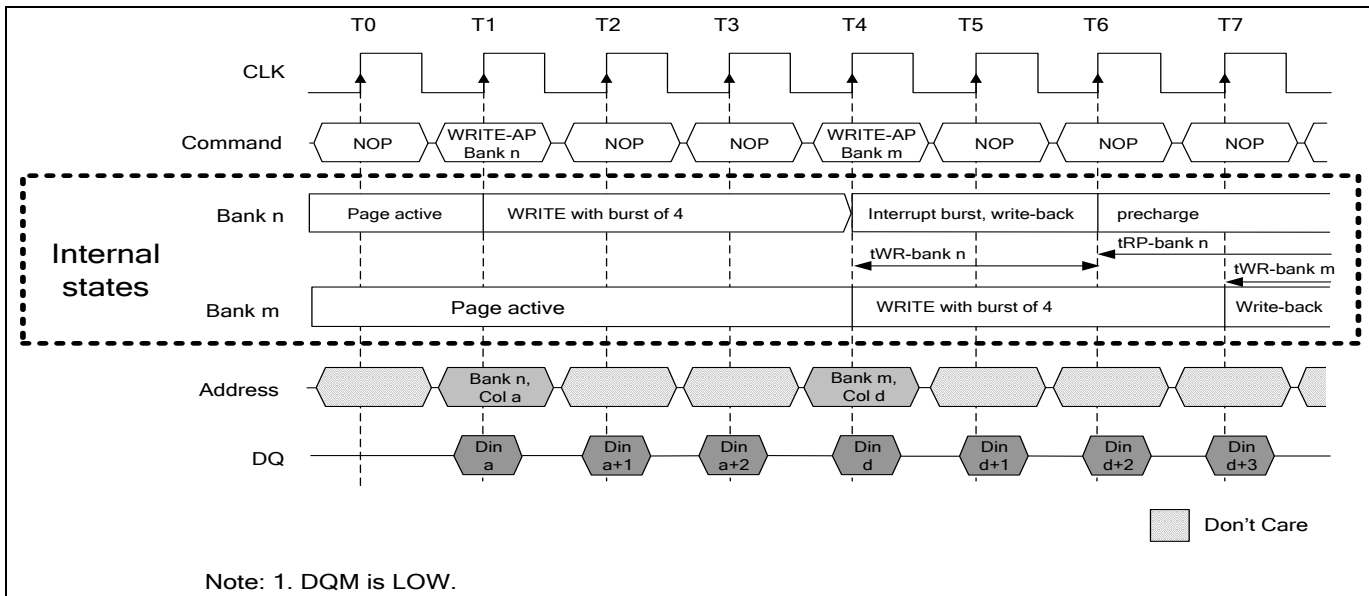 T0 T1 T2 T3 T4 T5 T6 T7
CLK
Command NOP WRITE-AP Bank n NOP NOP WRITE-AP Bank m NOP NOP NOP
Internal states
Bank n Page active WRITE with burst of 4 Interrupt burst, write-back precharge
tWR-bank n tRP-bank n
tWR-bank m
Bank m Page active WRITE with burst of 4 Write-back
Address Bank n, Col a Bank m, Col d
DQ Din a Din a+1 Din a+2 Din d Din d+1 Din d+2 Din d+3
Don't Care
Note: 1. DQM is LOW.